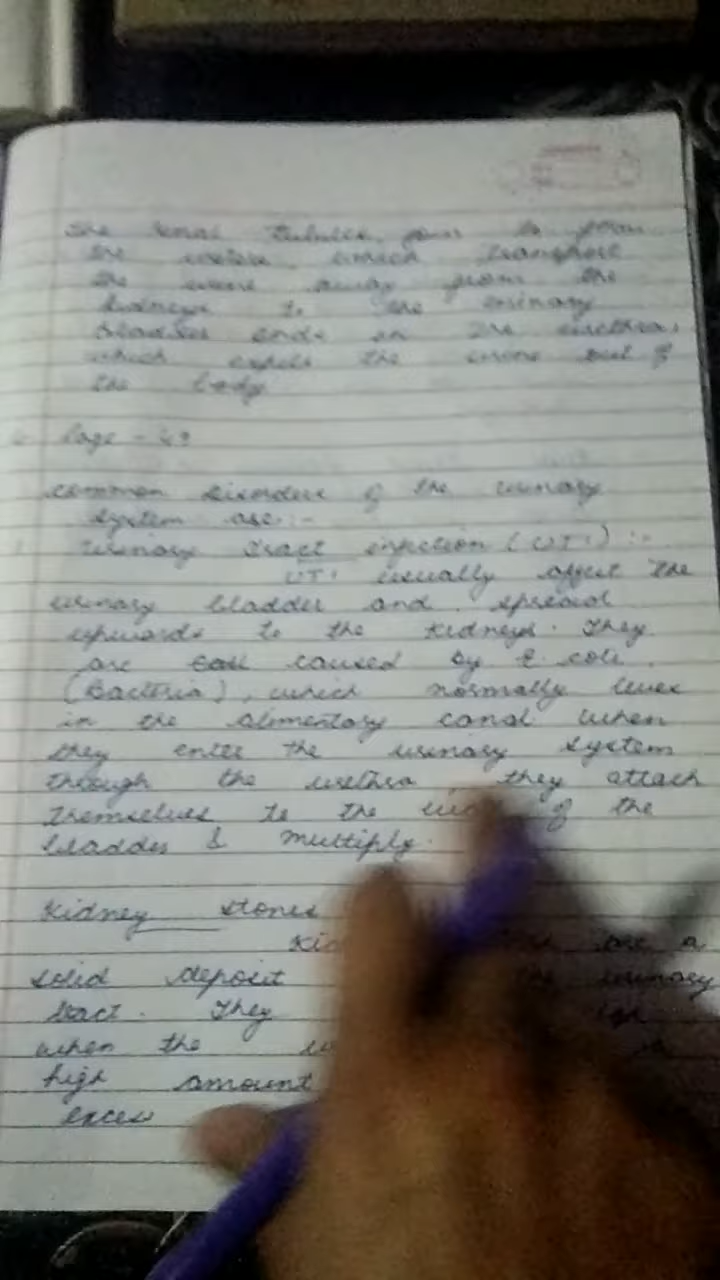 the renal tubules join to form
the ureters which transport
the urine away from the
kidneys to the urinary
bladder ends in the urethra,
which expels the urine out of
the body
Page - 49
common disorders of the urinary
system are :-
Urinary Tract infection (UTI) :-
UTI usually affect the
urinary bladder and spread
upwards to the kidneys. They
are caused by E. coli
(Bacteria), which normally lives
in the alimentary canal when
they enter the urinary system
though the urethra, they attach
themselves to the of the
bladder & multiply.
Kidney stones
are a
solid deposit the urinary
tract. They
when the
high amount
excess